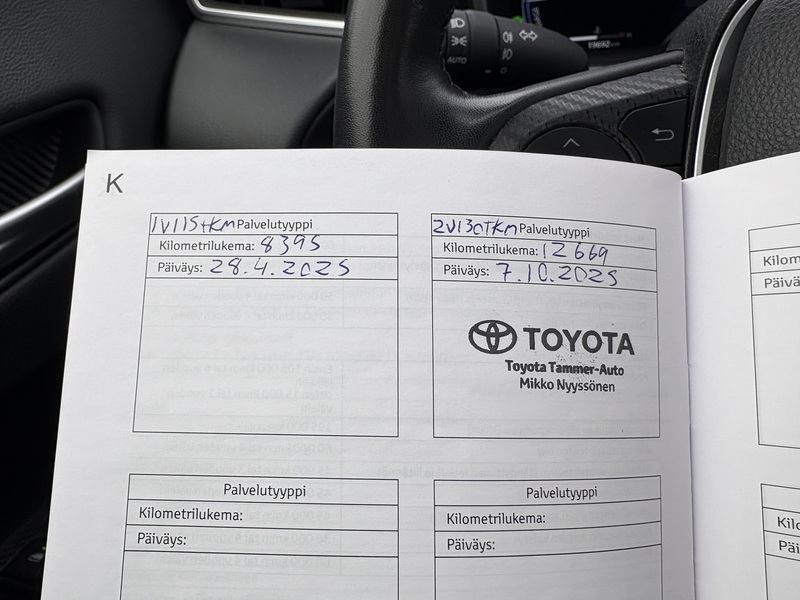 AUTO
K
1V/15tKM Palvelutyyppi
Kilometrilukema: 8395
Päiväys: 28.4.2025
2V/30TKM Palvelutyyppi
Kilometrilukema: 12669
Päiväys: 7.10.2025
TOYOTA
Toyota Tammer-Auto
Mikko Nyyssönen
Palvelutyyppi
Kilometrilukema:
Päiväys:
Palvelutyyppi
Kilometrilukema:
Päiväys: